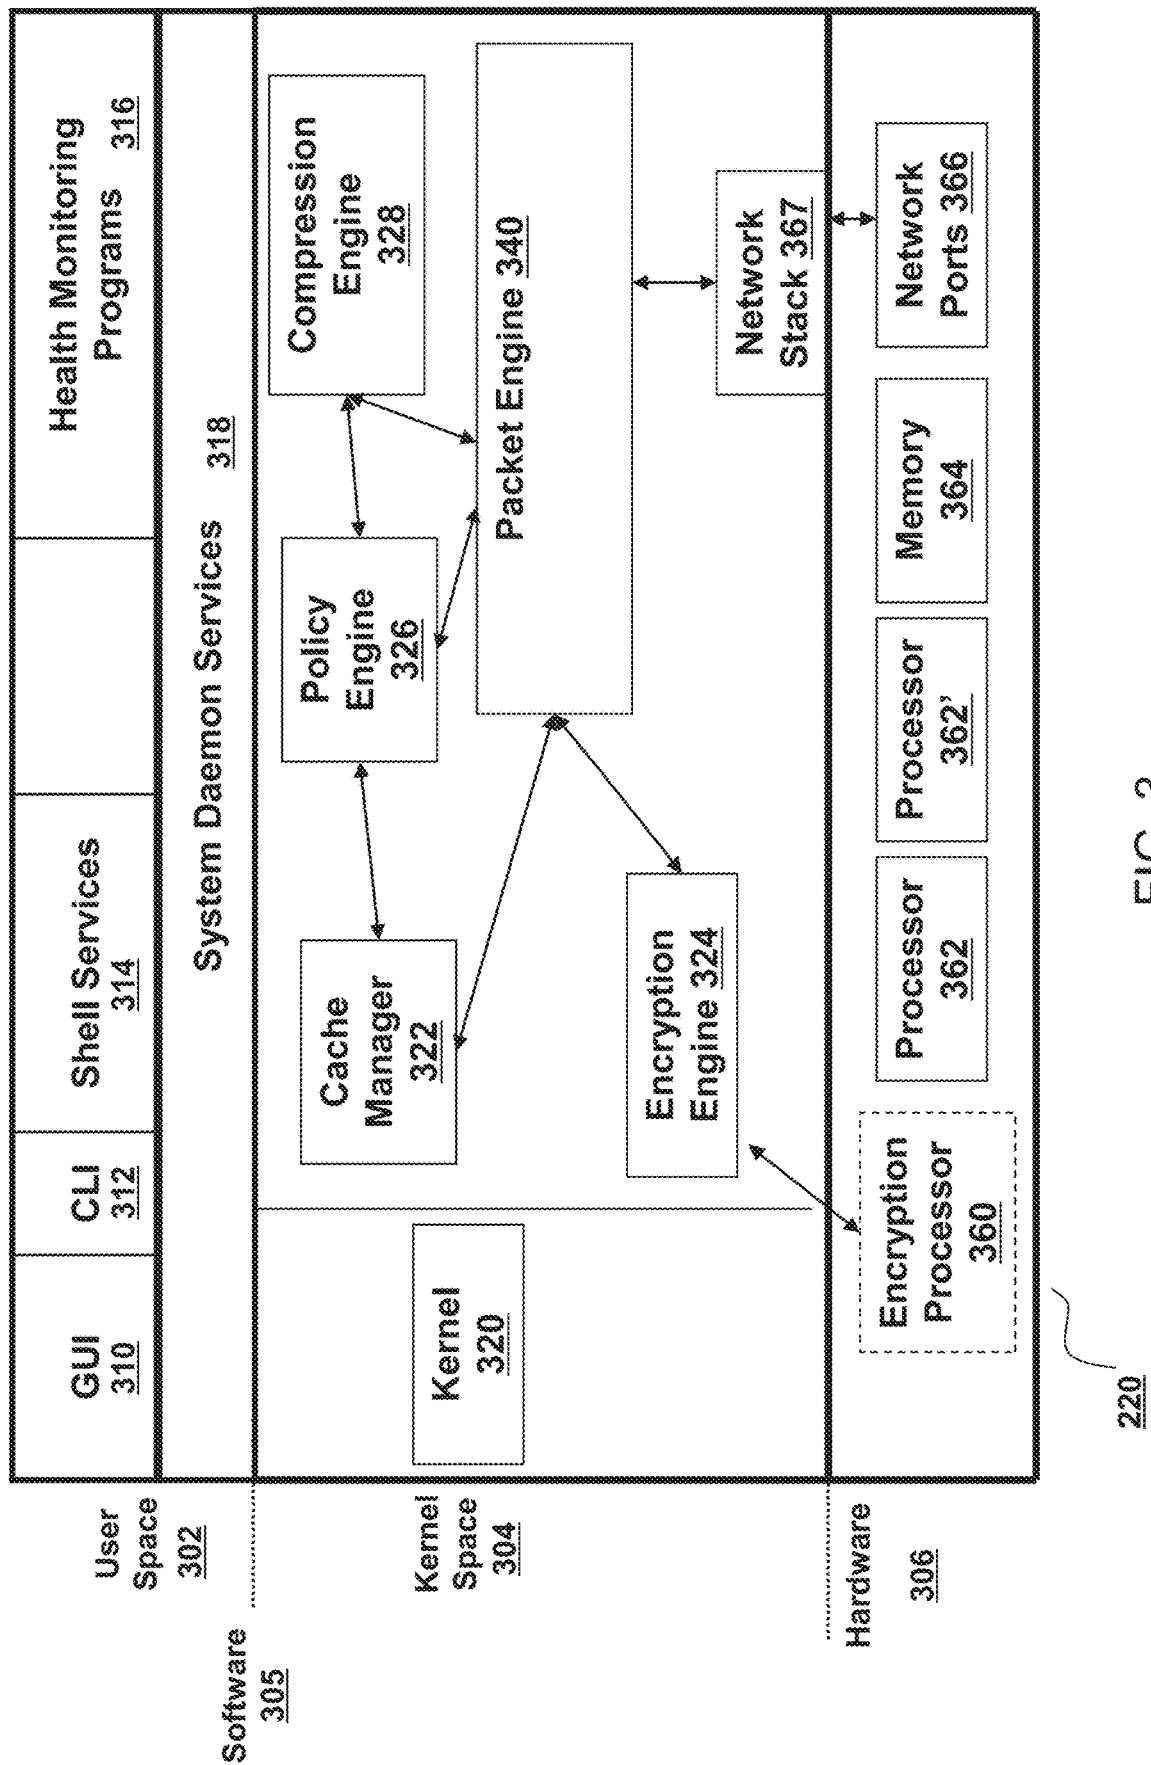 User
Space
302
GUI
310
CLI
312
Shell Services
314
Health Monitoring
Programs 316
System Daemon Services 318
Software
305
Kernel
Space
304
Kernel
320
Cache
Manager
322
Policy
Engine
326
Compression
Engine
328
Packet Engine 340
Encryption
Engine 324
Network
Stack 367
Hardware
306
Encryption
Processor
360
Processor
362
Processor
362'
Memory
364
Network
Ports 366
220
FIG.